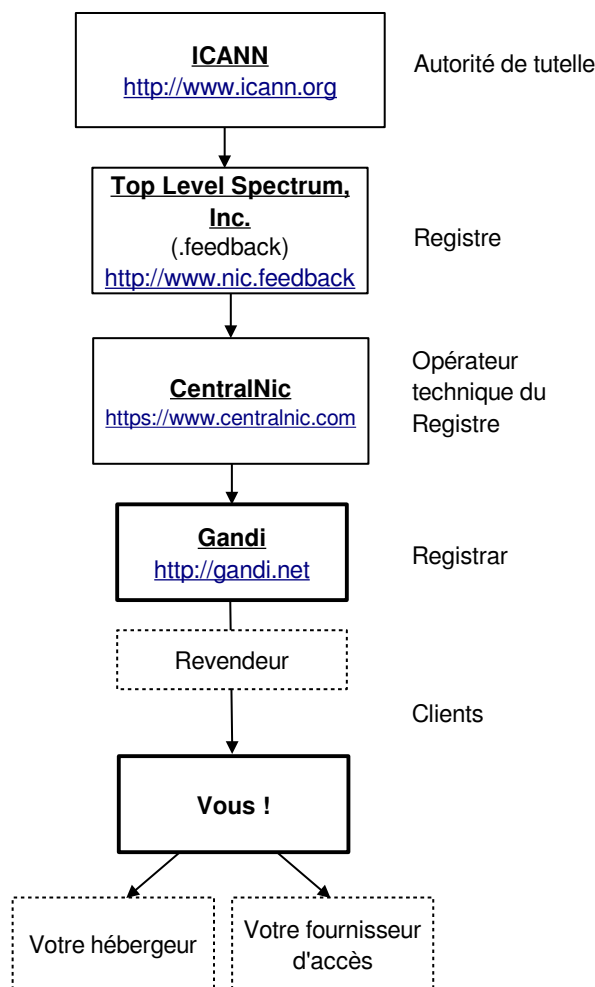 ICANN
http://www.icann.org
Autorité de tutelle
Top Level Spectrum,
Inc.
(.feedback)
http://www.nic.feedback
Registre
CentralNic
https://www.centralnic.com
Opérateur
technique du
Registre
Gandi
http://gandi.net
Registrar
Revendeur
Clients
Vous !
Votre hébergeur
Votre fournisseur
d'accès